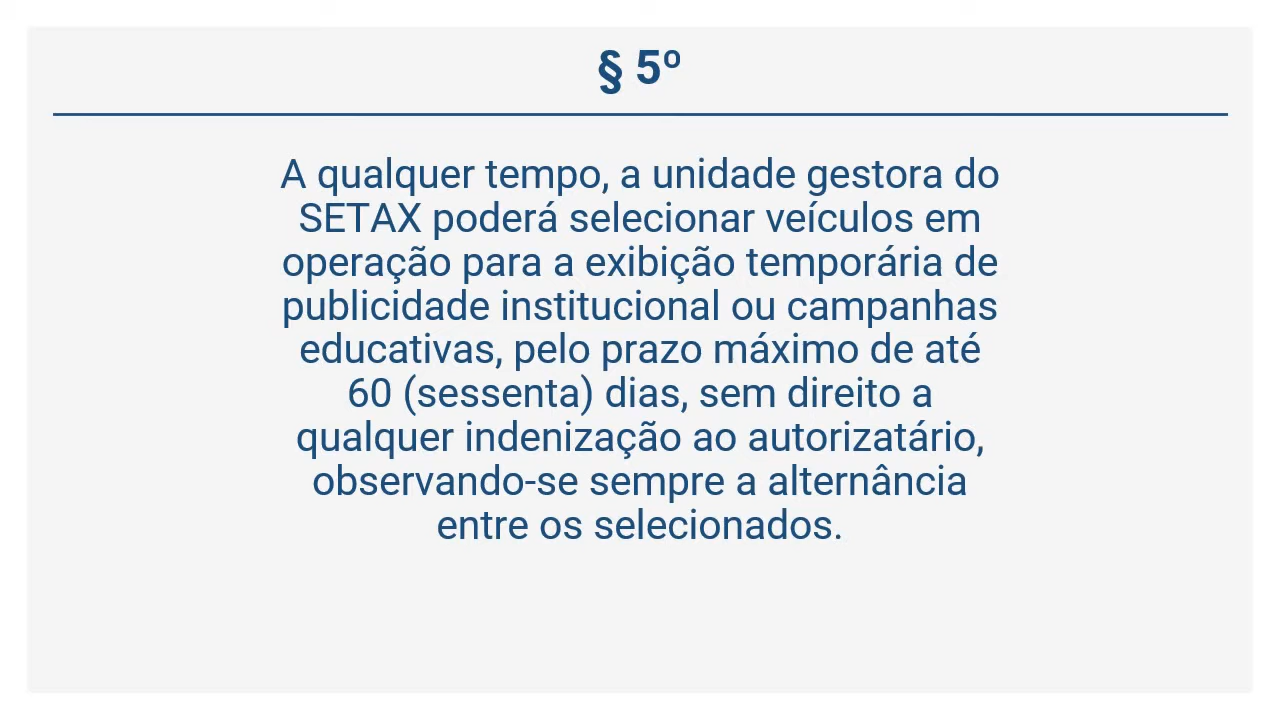 § 5º
A qualquer tempo, a unidade gestora do
SETAX poderá selecionar veículos em
operação para a exibição temporária de
publicidade institucional ou campanhas
educativas, pelo prazo máximo de até
60 (sessenta) dias, sem direito a
qualquer indenização ao autorizatário,
observando-se sempre a alternância
entre os selecionados.